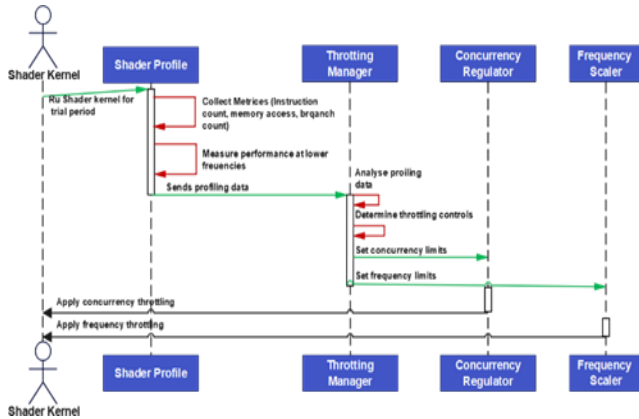 Shader Kernel
Shader Profile
Throtting
Manager
Concurrency
Regulator
Frequency
Scaler
Ru Shader kernel for
trial period
Collect Metrices (Instruction
count, memory access, brqanch
count)
Measure performance at lower
freuencies
Sends profiling data
Analyse proiling
data
Determine throttling controls
Set concurrency limits
Set frequency limits
Apply concurrency throttling
Apply frequency throttling
Shader Kernel
Shader Profile
Throttling
Manager
Concurrency
Regulator
Frequency
Scaler